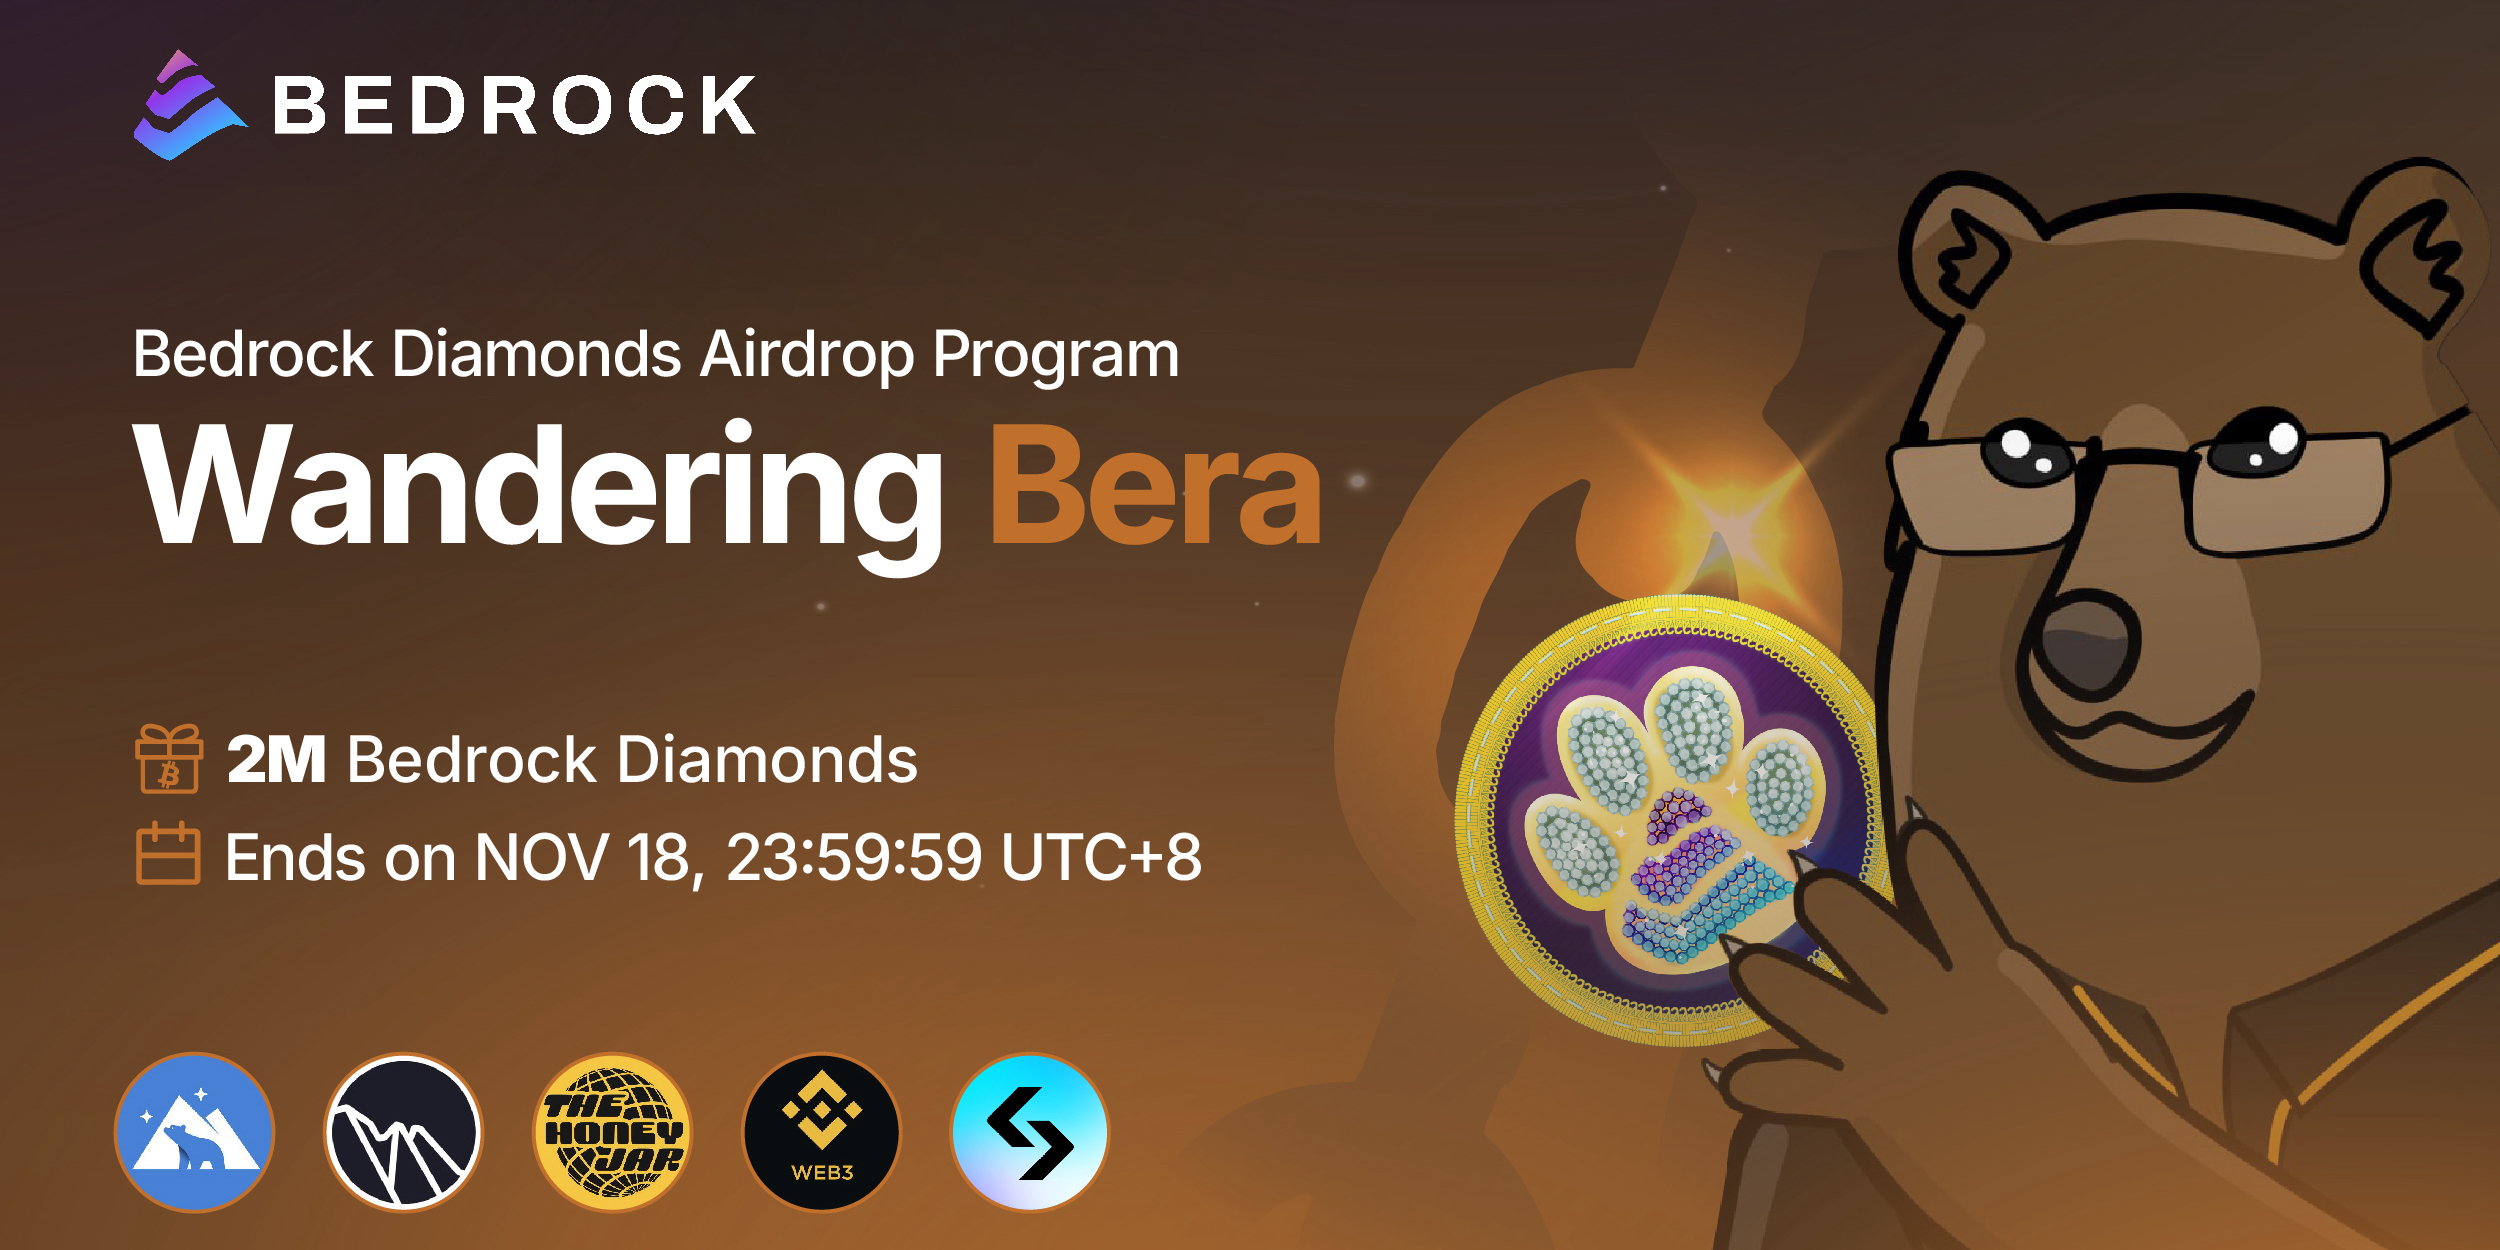 BEDROCK
Bedrock Diamonds Airdrop Program
Wandering Bera
2M Bedrock Diamonds
Ends on NOV 18, 23:59:59 UTC+8
THE
HONEY
JAR
WEB3